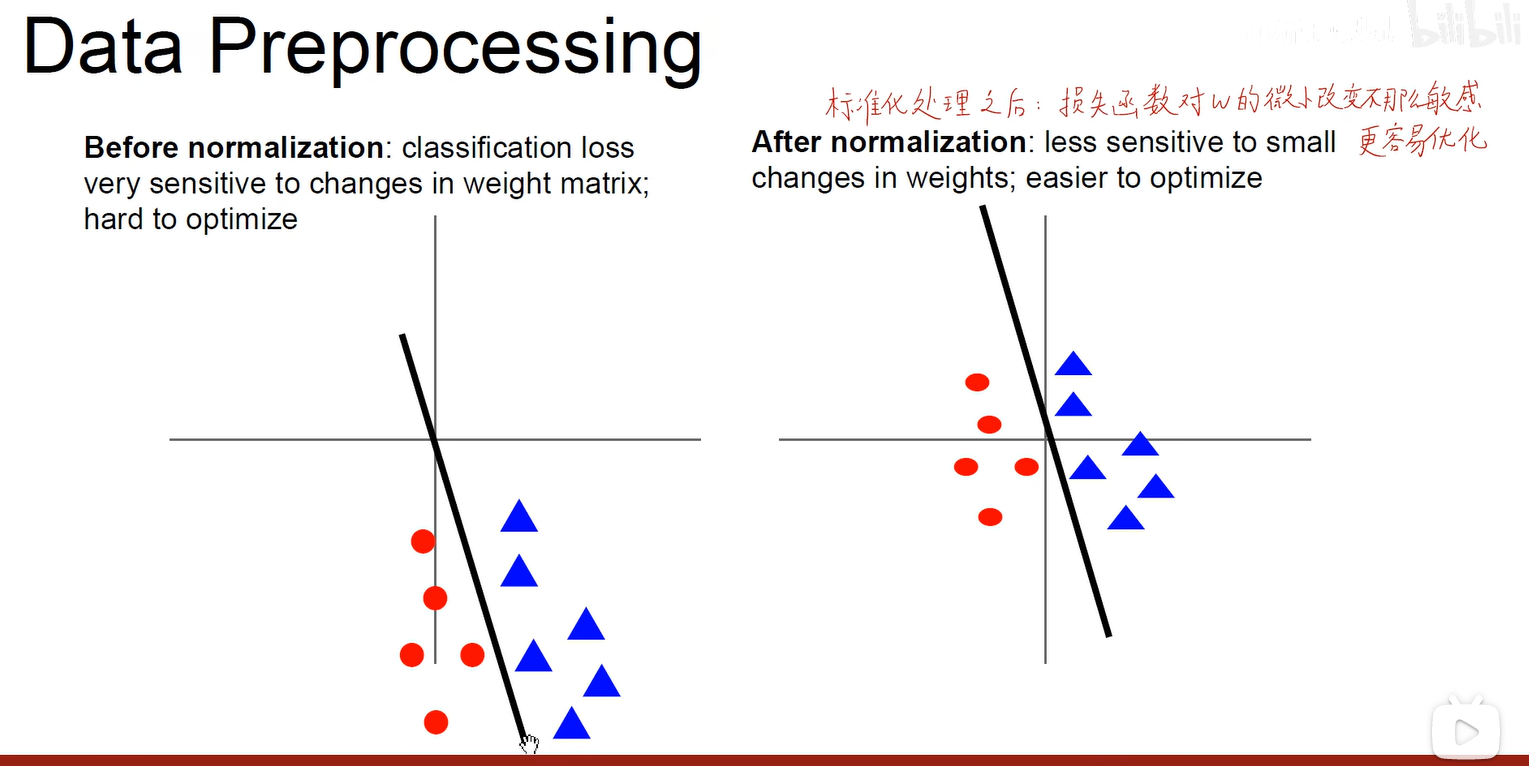 Data Preprocessing
标准化处理之后：损失函数对W的微小改变不那么敏感
更容易优化
Before normalization: classification loss
very sensitive to changes in weight matrix;
hard to optimize
After normalization: less sensitive to small
changes in weights; easier to optimize
bilibili